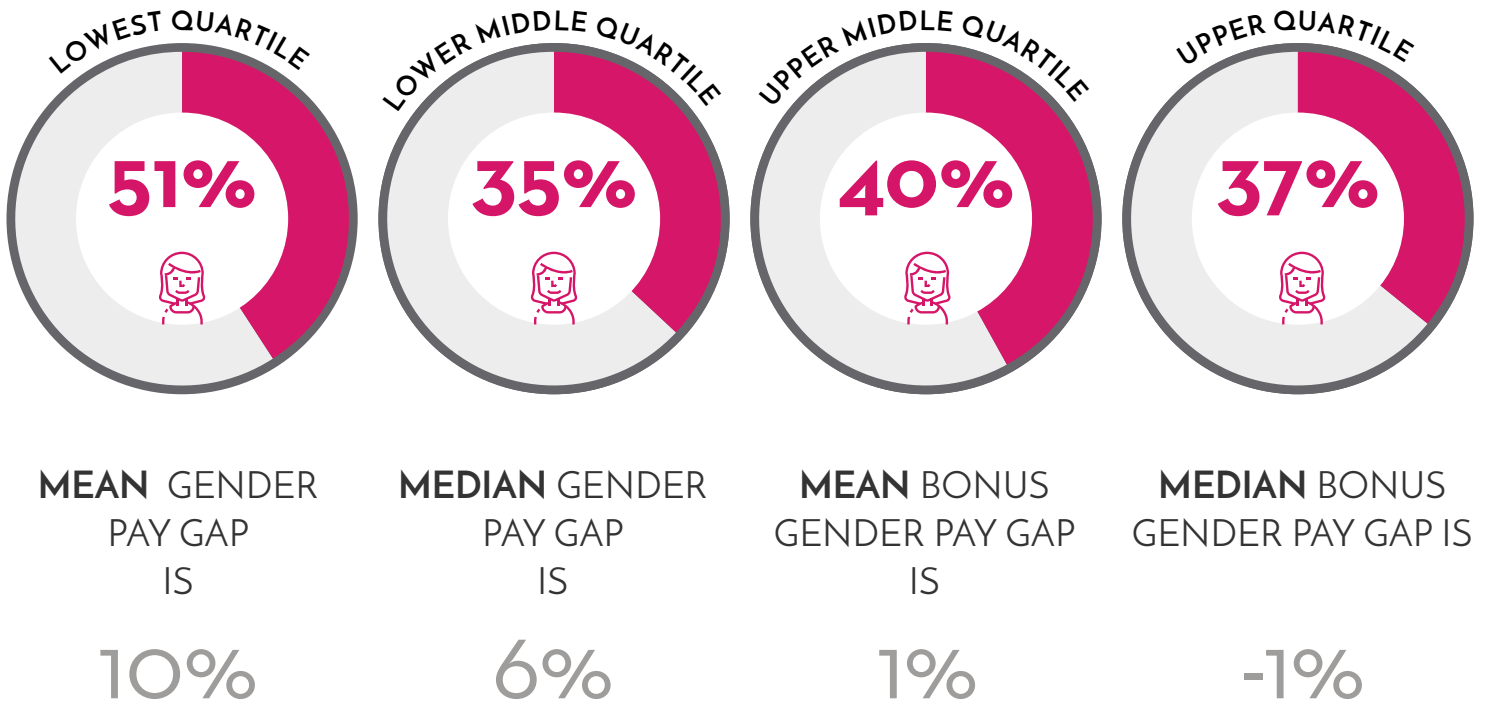 LOWEST QUARTILE
51%
LOWER MIDDLE QUARTILE
35%
UPPER MIDDLE QUARTILE
40%
UPPER QUARTILE
37%
MEAN GENDER
PAY GAP
IS
10%
MEDIAN GENDER
PAY GAP
IS
6%
MEAN BONUS
GENDER PAY GAP
IS
1%
MEDIAN BONUS
GENDER PAY GAP IS
-1%